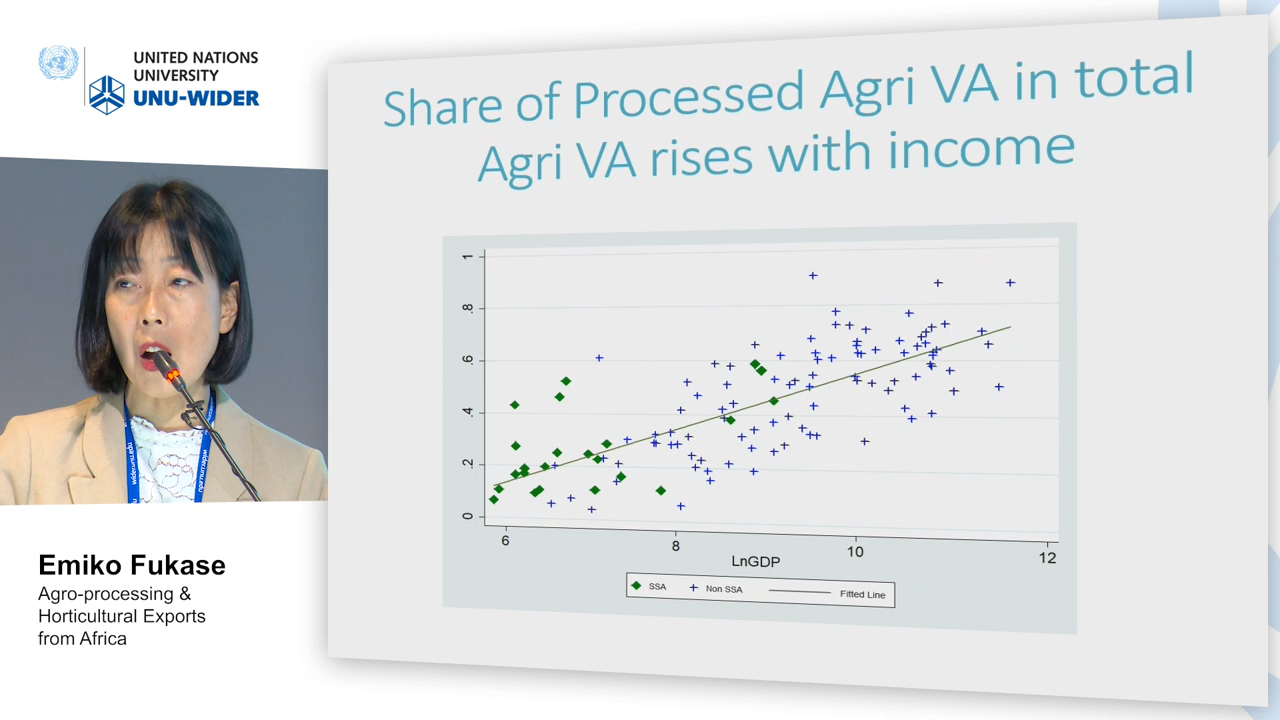 UNITED NATIONS
UNIVERSITY
UNU-WIDER
Share of Processed Agri VA in total
Agri VA rises with income
1
.8
.6
.4
.2
0
6
8
10
12
LnGDP
SSA
Non SSA
Fitted Line
Emiko Fukase
Agro-processing &
Horticultural Exports
from Africa